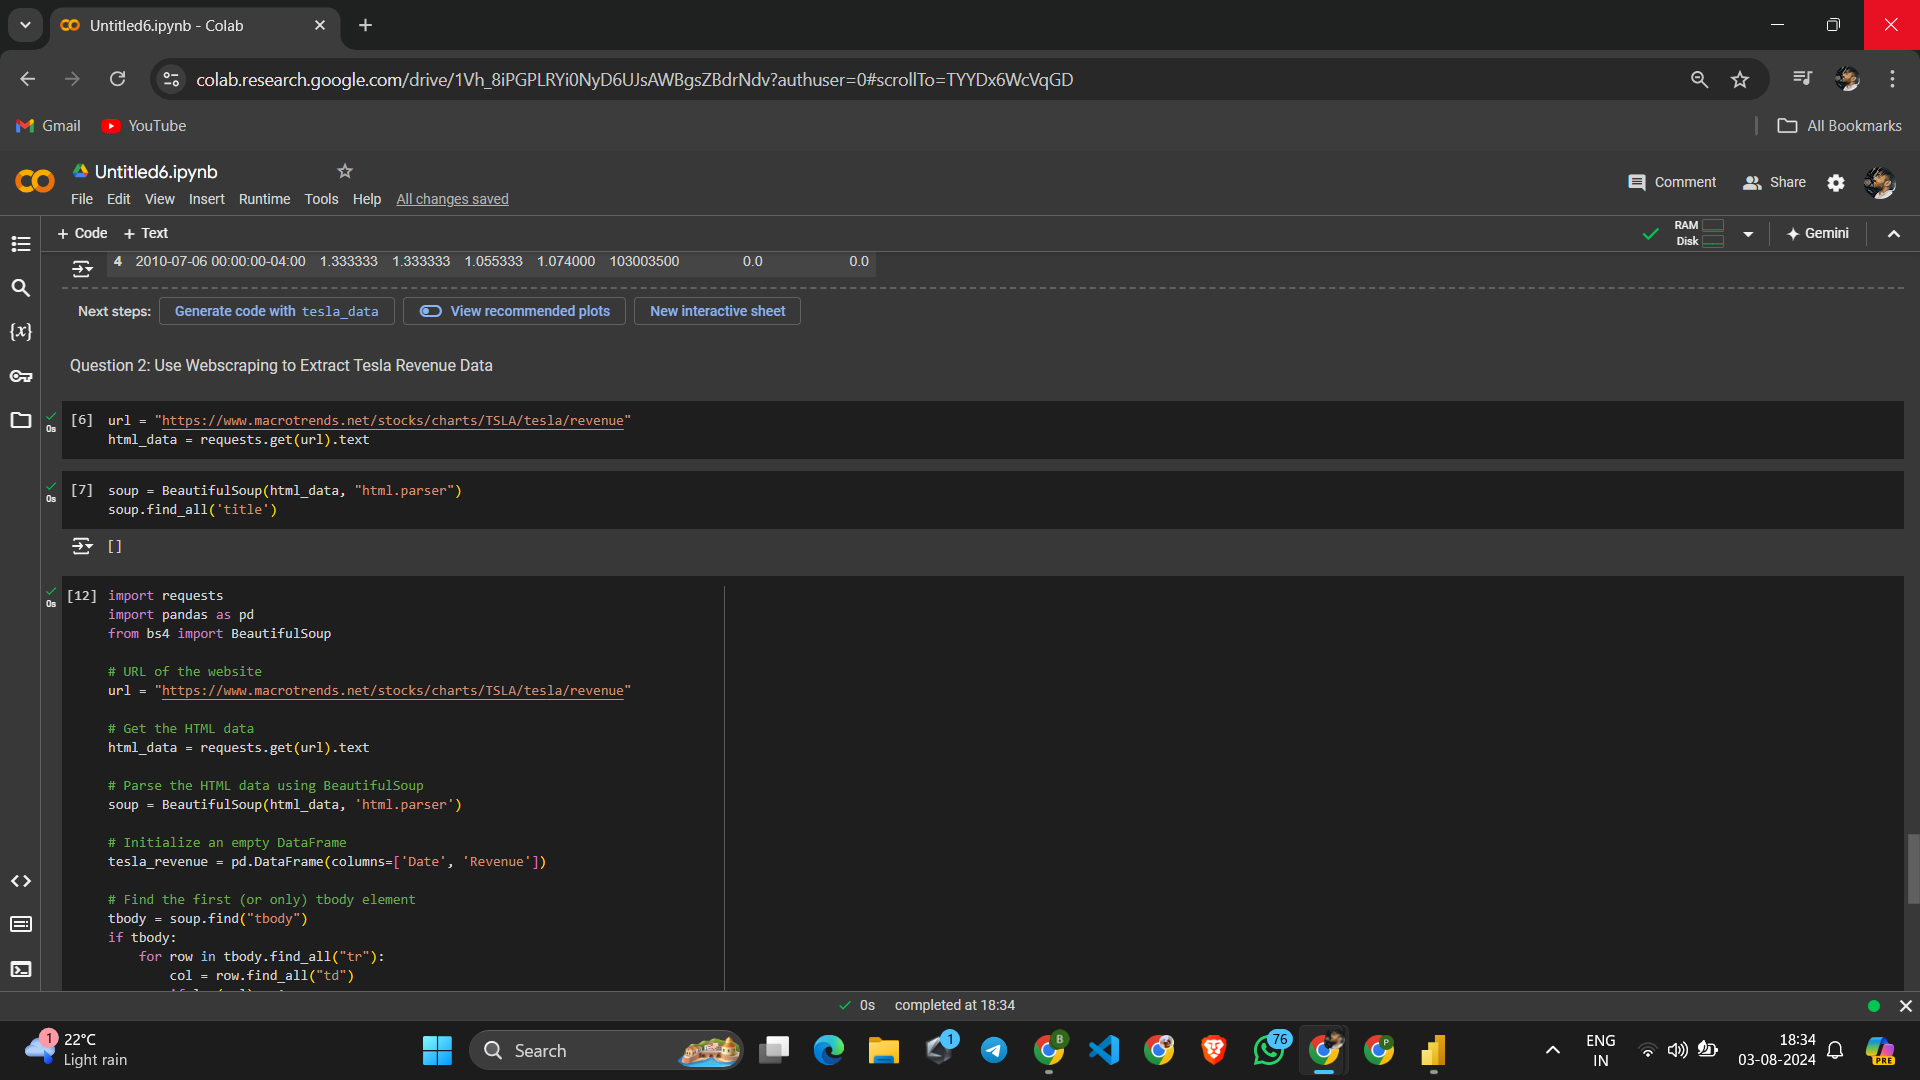 Untitled6.ipynb - Colab
colab.research.google.com/drive/1Vh_8iPGPLRYi0NyD6UJsAWBgsZBdrNdv?authuser=0#scrollTo=TYYDx6WcVqGD
Gmail YouTube All Bookmarks
Untitled6.ipynb
File Edit View Insert Runtime Tools Help All changes saved
Comment Share
+ Code + Text
RAM
Disk
Gemini
4 2010-07-06 00:00:00-04:00 1.333333 1.333333 1.055333 1.074000 103003500 0.0 0.0
Next steps: Generate code with tesla_data View recommended plots New interactive sheet
Question 2: Use Webscraping to Extract Tesla Revenue Data
0s
[6] url = "https://www.macrotrends.net/stocks/charts/TSLA/tesla/revenue"
html_data = requests.get(url).text
0s
[7] soup = BeautifulSoup(html_data, "html.parser")
soup.find_all('title')
[]
0s
[12] import requests
import pandas as pd
from bs4 import BeautifulSoup
# URL of the website
url = "https://www.macrotrends.net/stocks/charts/TSLA/tesla/revenue"
# Get the HTML data
html_data = requests.get(url).text
# Parse the HTML data using BeautifulSoup
soup = BeautifulSoup(html_data, 'html.parser')
# Initialize an empty DataFrame
tesla_revenue = pd.DataFrame(columns=['Date', 'Revenue'])
# Find the first (or only) tbody element
tbody = soup.find("tbody")
if tbody:
for row in tbody.find_all("tr"):
col = row.find_all("td")
0s completed at 18:34
1
22°C
Light rain
Search
1
B
76
P
ENG
IN
18:34
03-08-2024
PRE